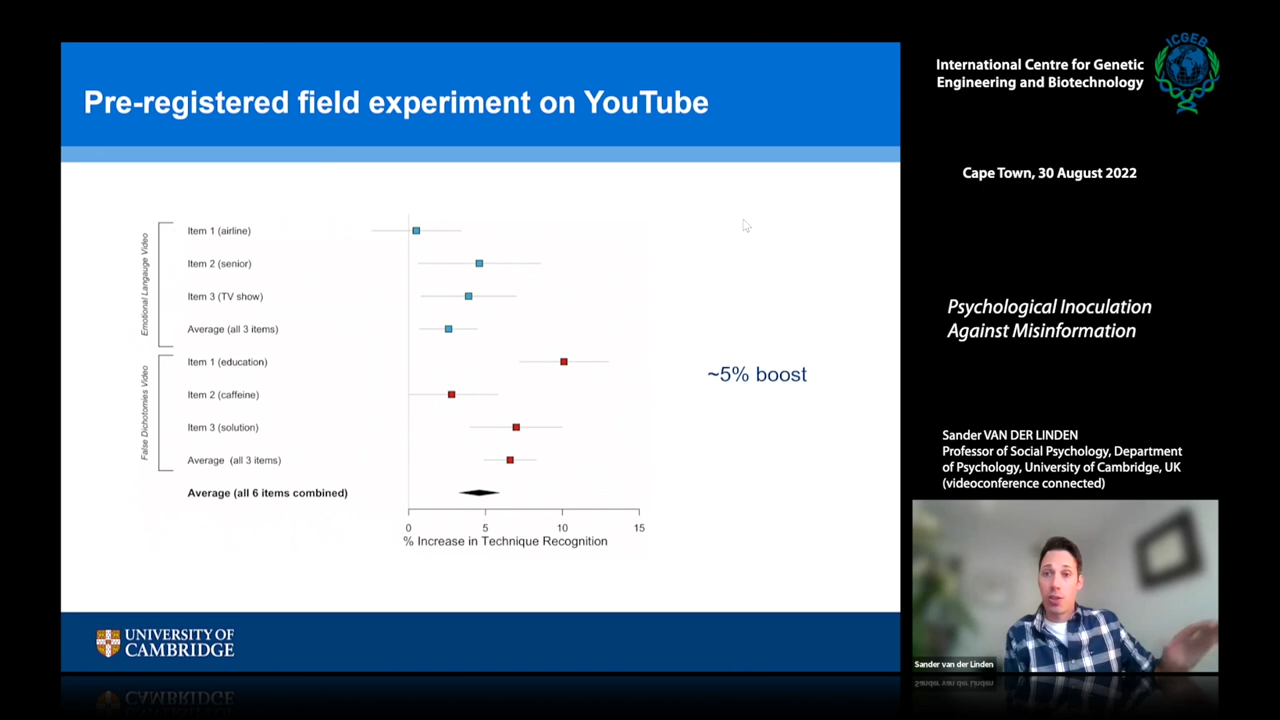 Pre-registered field experiment on YouTube
Emotional Langauge Video
Item 1 (airline)
Item 2 (senior)
Item 3 (TV show)
Average (all 3 items)
False Dichotomies Video
Item 1 (education)
Item 2 (caffeine)
Item 3 (solution)
Average (all 3 items)
Average (all 6 items combined)
0 5 10 15
% Increase in Technique Recognition
~5% boost
UNIVERSITY OF
CAMBRIDGE
International Centre for Genetic
Engineering and Biotechnology
ICGEB
Cape Town, 30 August 2022
Psychological Inoculation
Against Misinformation
Sander VAN DER LINDEN
Professor of Social Psychology, Department
of Psychology, University of Cambridge, UK
(videoconference connected)
Sander van der Linden